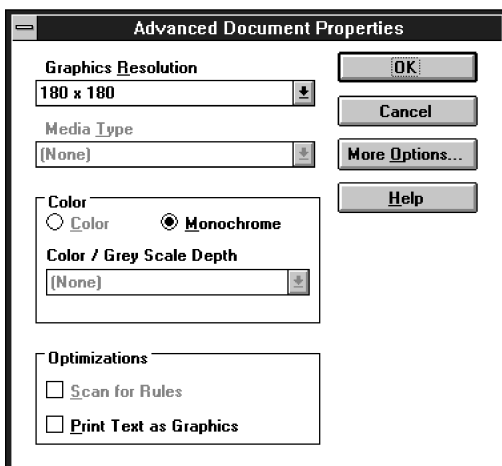 Advanced Document Properties
Graphics Resolution
180 x 180
Media Type
(None)
Color
Color
Monochrome
Color / Grey Scale Depth
(None)
Optimizations
Scan for Rules
Print Text as Graphics
OK
Cancel
More Options...
Help